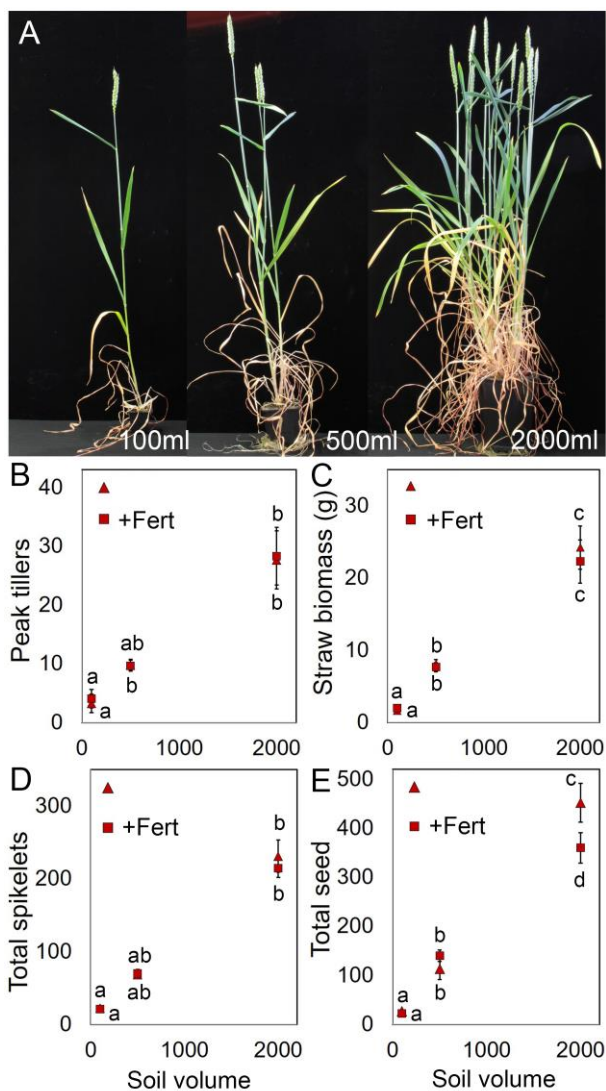 A
100ml
500ml
2000ml
B
40
30
20
10
0
Peak tillers
+Fert
a
a
ab
b
b
b
0
1000
2000
C
30
20
10
0
Straw biomass (g)
+Fert
a
a
b
b
c
c
0
1000
2000
D
300
200
100
0
Total spikelets
+Fert
a
a
ab
ab
b
b
0
1000
2000
Soil volume
E
500
400
300
200
100
0
Total seed
+Fert
a
a
b
b
c
d
0
1000
2000
Soil volume